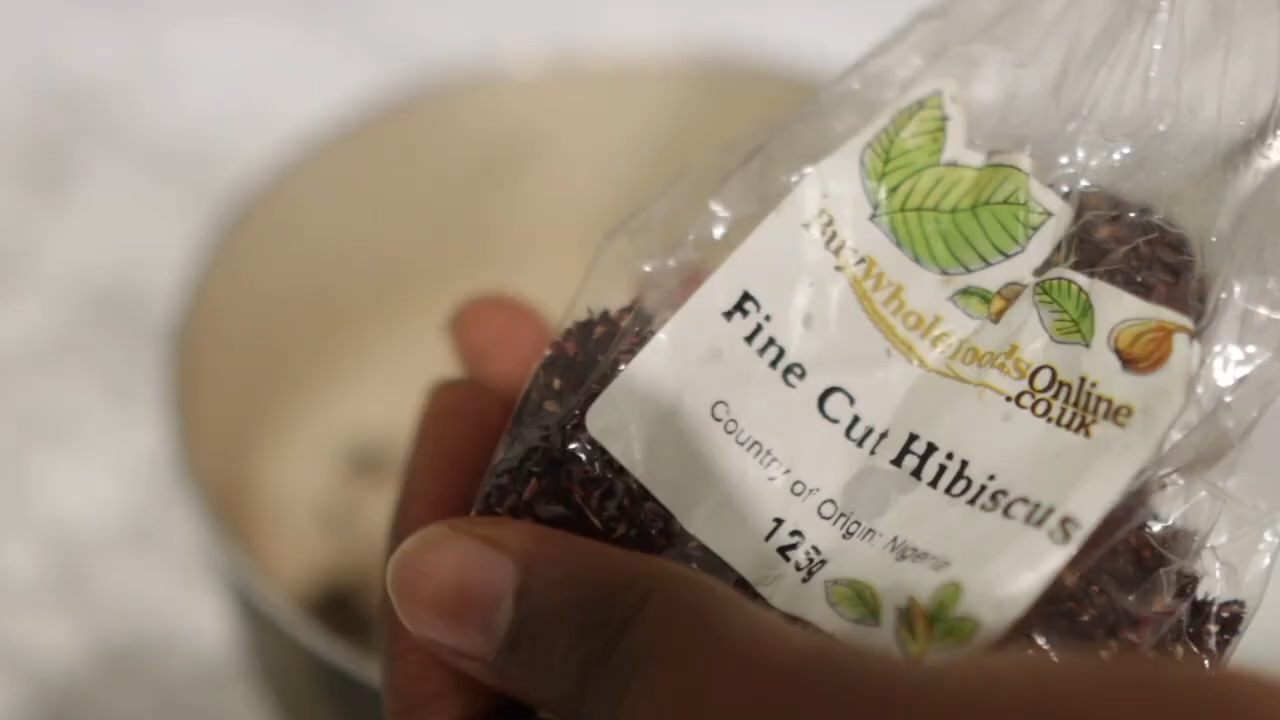 BuyWholefoodsOnline
.co.uk
Fine Cut Hibiscus
Country of Origin: Nigeria
125g